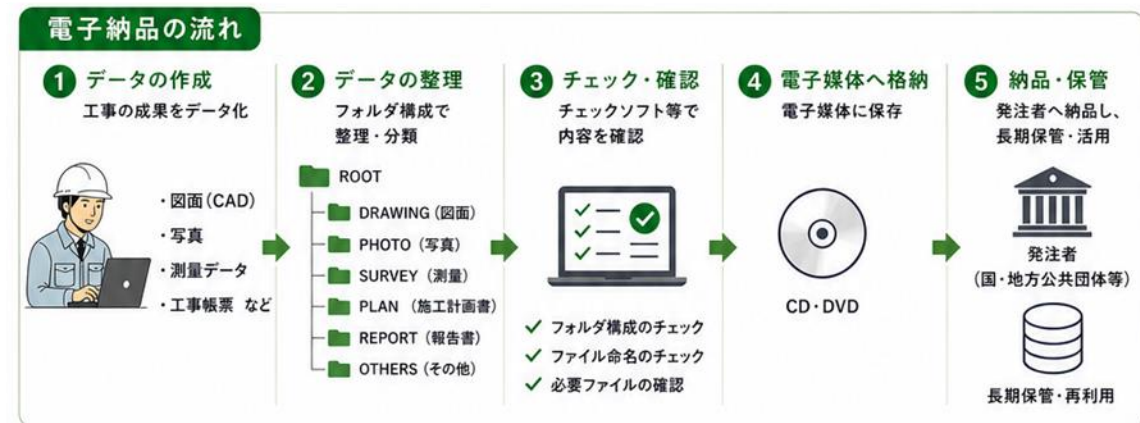 電子納品の流れ
1 データの作成
工事の成果をデータ化
・図面(CAD)
・写真
・測量データ
・工事帳票 など
2 データの整理
フォルダ構成で
整理・分類
ROOT
DRAWING (図面)
PHOTO (写真)
SURVEY (測量)
PLAN (施工計画書)
REPORT (報告書)
OTHERS (その他)
3 チェック・確認
チェックソフト等で
内容を確認
フォルダ構成のチェック
ファイル命名のチェック
必要ファイルの確認
4 電子媒体へ格納
電子媒体に保存
CD・DVD
5 納品・保管
発注者へ納品し、
長期保管・活用
発注者
(国・地方公共団体等)
長期保管・再利用